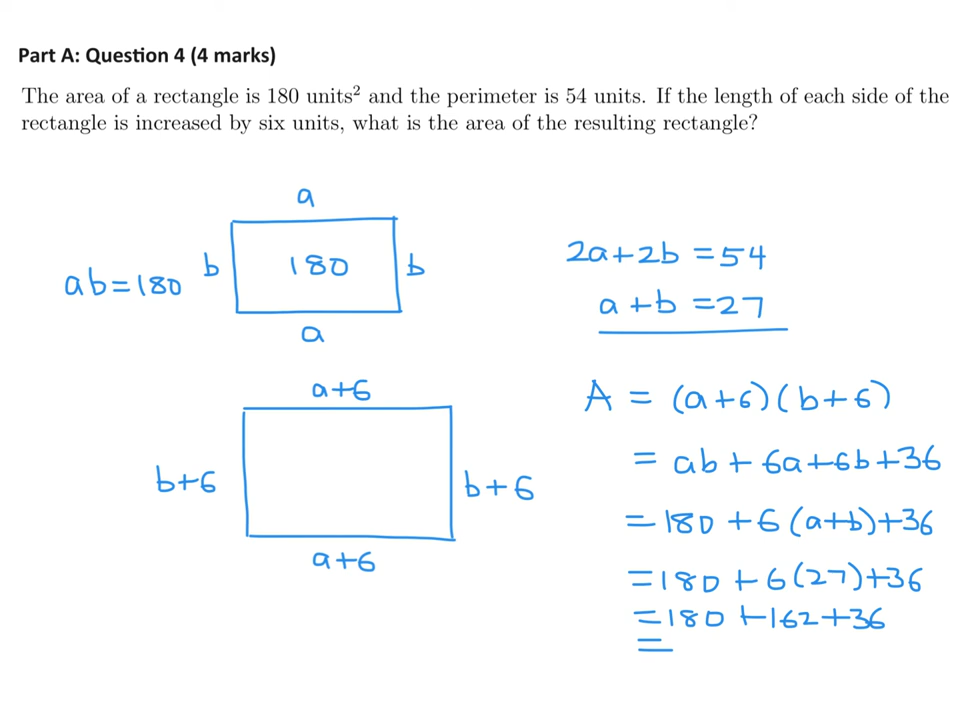 Part A: Question 4 (4 marks)
The area of a rectangle is 180 units² and the perimeter is 54 units. If the length of each side of the
rectangle is increased by six units, what is the area of the resulting rectangle?
a
ab=180
b
180
b
a
2a+2b=54
a+b=27
a+6
b+6
b+6
a+6
A = (a+6)(b+6)
= ab+6a+6b+36
=180+6(a+b)+36
=180+6(27)+36
=180+162+36
=